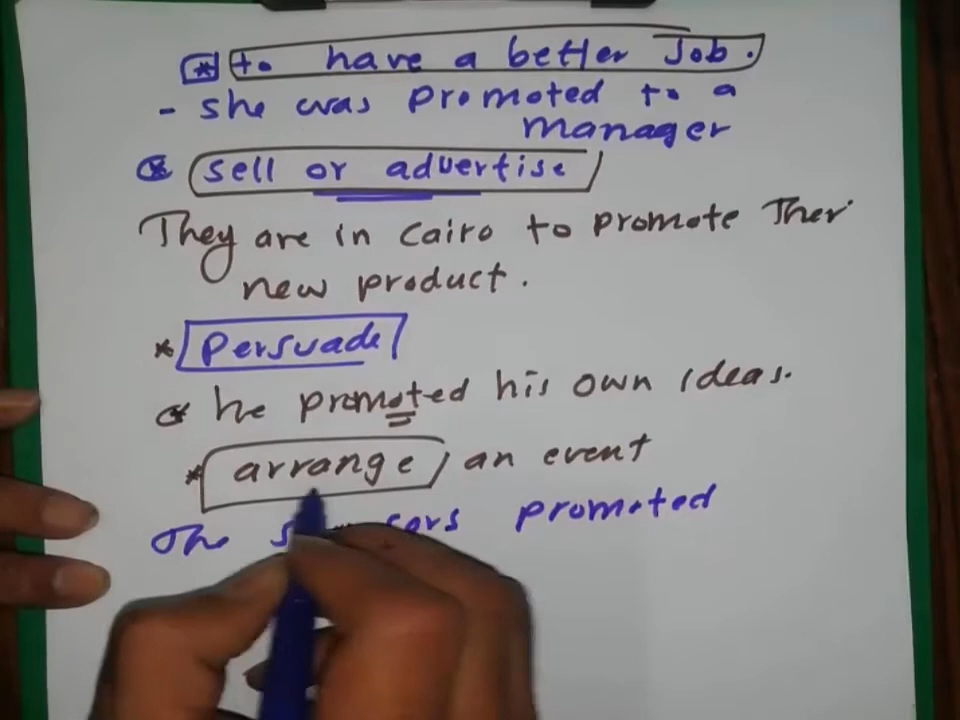 * to have a better Job.
- She was promoted to a
manager
* sell or advertise
They are in Cairo to promote Ther
new product.
* Persuade
* he promoted his own Ideas.
* arrange an event
The promoted